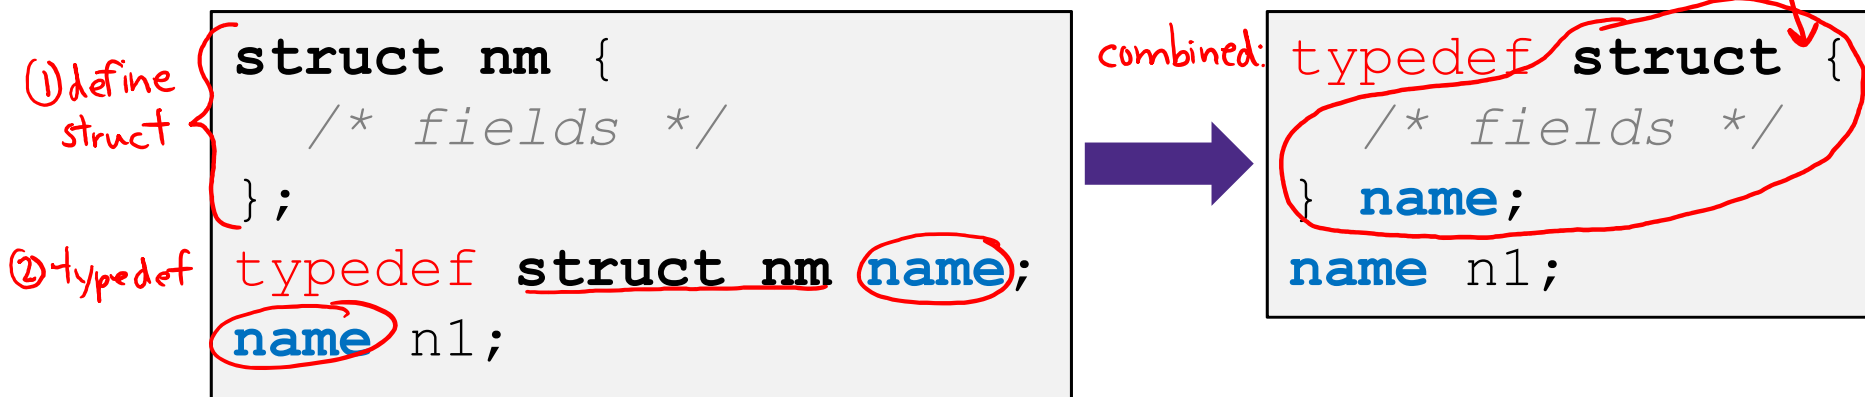 ① define
struct
struct nm {
/* fields */
};
② typedef
typedef struct nm name;
name n1;
combined:
typedef struct {
/* fields */
} name;
name n1;